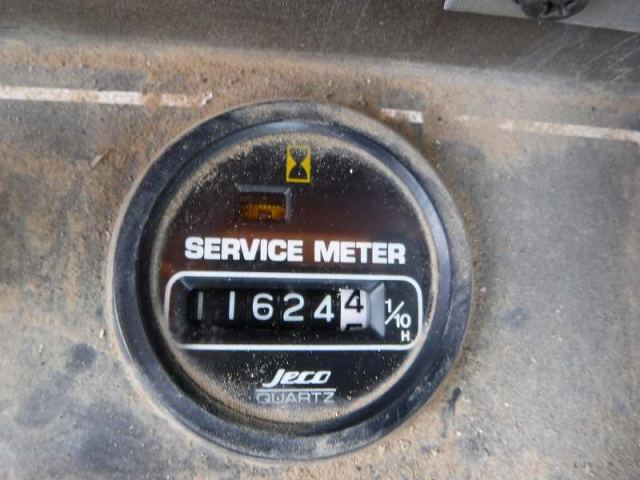 SERVICE METER
116244 1/10 H
Jeco
QUARTZ